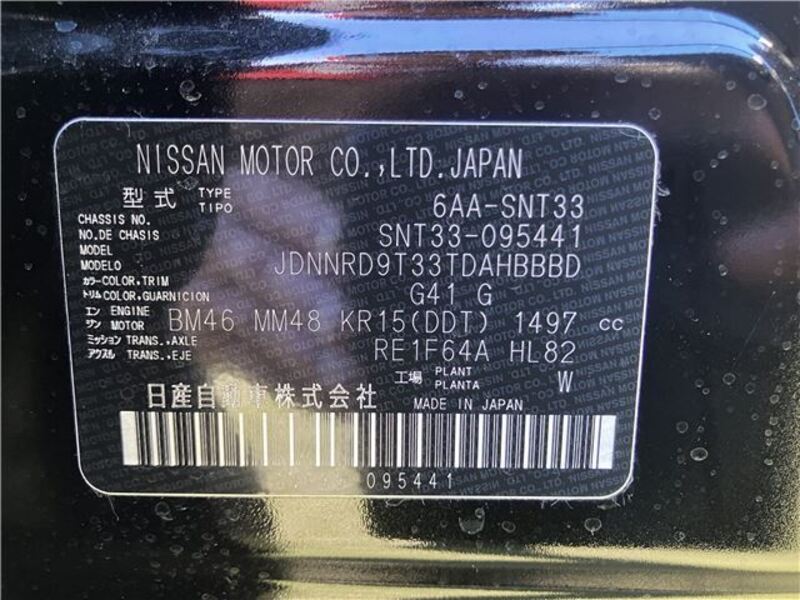 NISSAN MOTOR CO.,LTD.JAPAN
型式 TYPE TIPO 6AA-SNT33
CHASSIS NO. NO.DE CHASIS SNT33-095441
MODEL MODELO JDNNRD9T33TDAHBBBD
カラー COLOR,TRIM トリム COLOR,GUARNICION G41 G
エンジン ENGINE MOTOR BM46 MM48 KR15(DDT) 1497 cc
ミッション TRANS.,AXLE アクスル TRANS.,EJE RE1F64A HL82
工場 PLANT PLANTA W
日産自動車株式会社 MADE IN JAPAN
095441